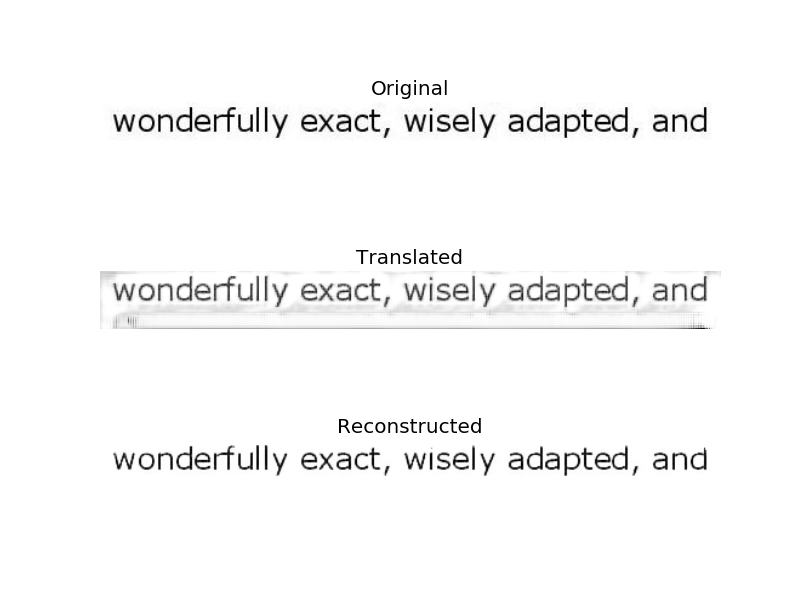 Original
wonderfully exact, wisely adapted, and
Translated
wonderfully exact, wisely adapted, and
Reconstructed
wonderfully exact, wisely adapted, and